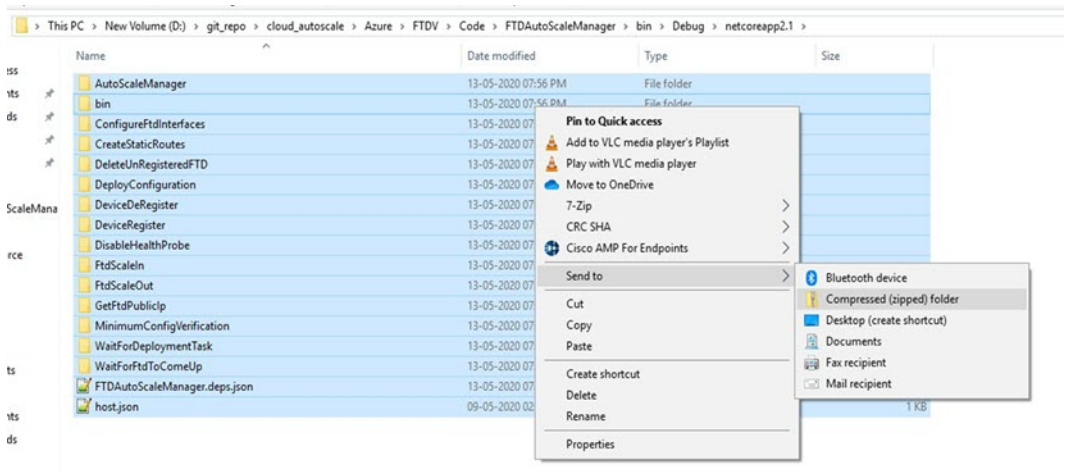 This PC > New Volume (D:) > git_repo > cloud_autoscale > Azure > FTDV > Code > FTDAutoScaleManager > bin > Debug > netcoreapp2.1 >
Name Date modified Type Size
ess
nts
ds
ScaleMana
rce
ts
nts
ds
AutoScaleManager 13-05-2020 07:56 PM File folder
bin 13-05-2020 07:56 PM File folder
ConfigureFtdInterfaces 13-05-2020 07
CreateStaticRoutes 13-05-2020 07
DeleteUnRegisteredFTD 13-05-2020 07
DeployConfiguration 13-05-2020 07
DeviceDeRegister 13-05-2020 07
DeviceRegister 13-05-2020 07
DisableHealthProbe 13-05-2020 07
FtdScaleIn 13-05-2020 07
FtdScaleOut 13-05-2020 07
GetFtdPublicIp 13-05-2020 07
MinimumConfigVerification 13-05-2020 07
WaitForDeploymentTask 13-05-2020 07
WaitForFtdToComeUp 13-05-2020 07
FTDAutoScaleManager.deps.json 13-05-2020 07
host.json 09-05-2020 02 1 KB
Pin to Quick access
Add to VLC media player's Playlist
Play with VLC media player
Move to OneDrive
7-Zip
CRC SHA
Cisco AMP For Endpoints
Send to
Cut
Copy
Paste
Create shortcut
Delete
Rename
Properties
Bluetooth device
Compressed (zipped) folder
Desktop (create shortcut)
Documents
Fax recipient
Mail recipient